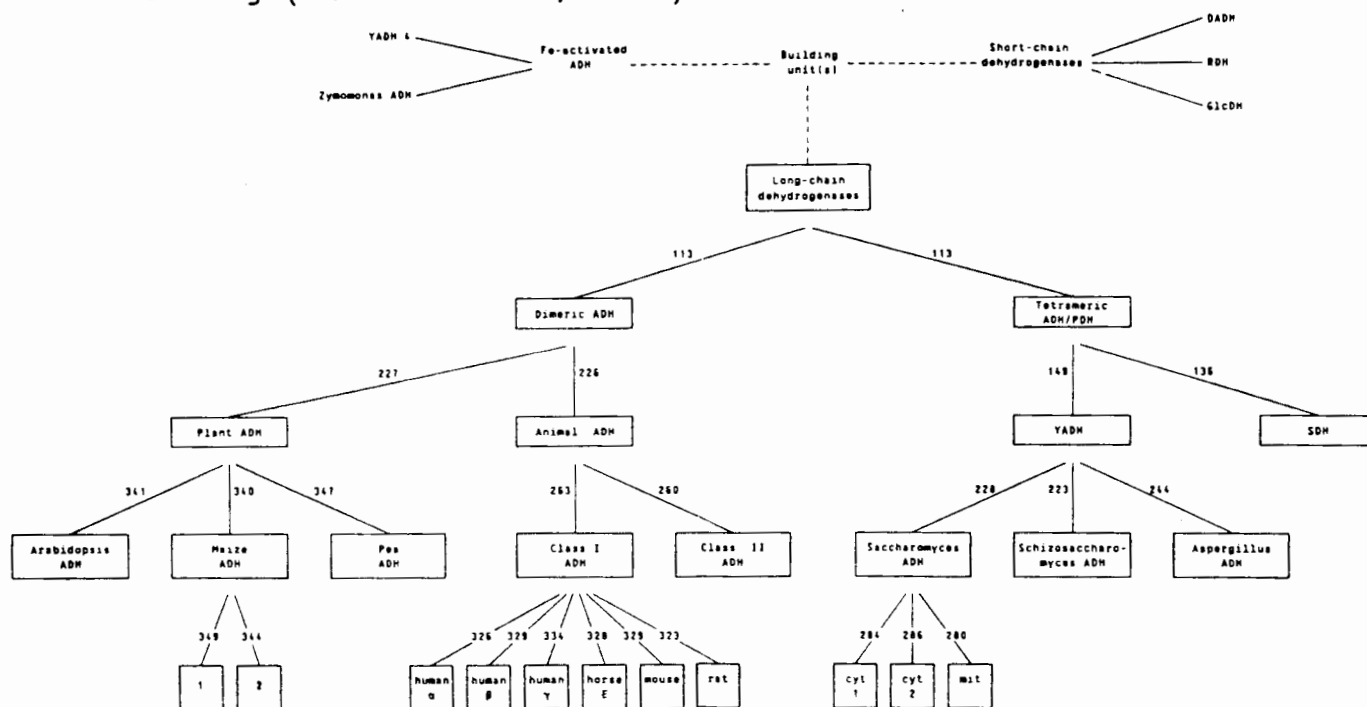 DADH
YADH 4
Fe-activated
ADH
Building
unit(s)
Short-chain
dehydrogenases
RDH
Zymomonas ADH
GlcDH
Long-chain
dehydrogenases
113 113
Dimeric ADH
Tetrameric
ADH/PDH
227 226 149 136
Plant ADH Animal ADH YADH SDH
341 340 347 263 260 228 223 244
Arabidopsis
ADH
Maize
ADH
Pea
ADH
Class I
ADH
Class II
ADH
Saccharomyces
ADH
Schizosaccharo-
myces ADH
Aspergillus
ADH
349 344 326 329 334 328 329 323 284 286 280
1
2
human
α
human
β
human
γ
horse
E
mouse
rat
cyt
1
cyt
2
mit